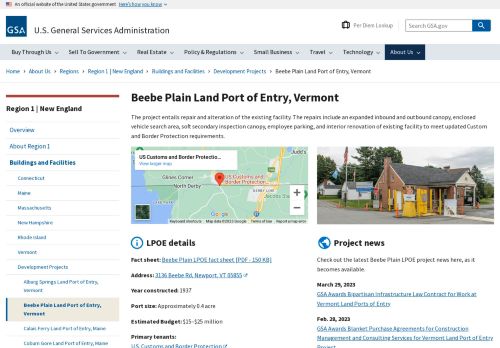 An official website of the United States government Here's how you know
GSA
U.S. General Services Administration
Per Diem Lookup
Search GSA.gov
Buy Through Us
Sell To Government
Real Estate
Policy & Regulations
Small Business
Travel
Technology
About Us
Home > About Us > Regions > Region 1 | New England > Buildings and Facilities > Development Projects > Beebe Plain Land Port of Entry, Vermont
Region 1 | New England
Overview
About Region 1
Buildings and Facilities
Connecticut
Maine
Massachusetts
New Hampshire
Rhode Island
Vermont
Development Projects
Alburg Springs Land Port of Entry,
Vermont
Beebe Plain Land Port of Entry,
Vermont
Calais Ferry Land Port of Entry, Maine
Coburn Gore Land Port of Entry, Maine
Beebe Plain Land Port of Entry, Vermont
The project entails repair and alteration of the existing facility. The repairs include an expanded inbound and outbound canopy, enclosed
vehicle search area, soft secondary inspection canopy, employee parking, and interior renovation of existing facility to meet updated Custom
and Border Protection requirements.
US Customs and Border Protectio...
View larger map
Glines Corner
North Derby
US Customs and
Border Protection...
Google
Keyboard shortcuts
Map data ©2023 Google
Terms of Use
Report a map error
LPOE details
Fact sheet: Beebe Plain LPOE fact sheet [PDF - 150 KB]
Address: 3136 Beebe Rd, Newport, VT 05855
Year constructed: 1937
Port size: Approximately 0.4 acre
Estimated Budget: $15–$25 million
Primary tenants:
U.S. Customs and Border Protection
Project news
Check out the latest Beebe Plain LPOE project news here, as it
becomes available.
March 29, 2023
GSA Awards Bipartisan Infrastructure Law Contract for Work at
Vermont Land Ports of Entry
Feb. 28, 2023
GSA Awards Blanket Purchase Agreements for Construction
Management and Consulting Services for Vermont Land Port of
Entry Project